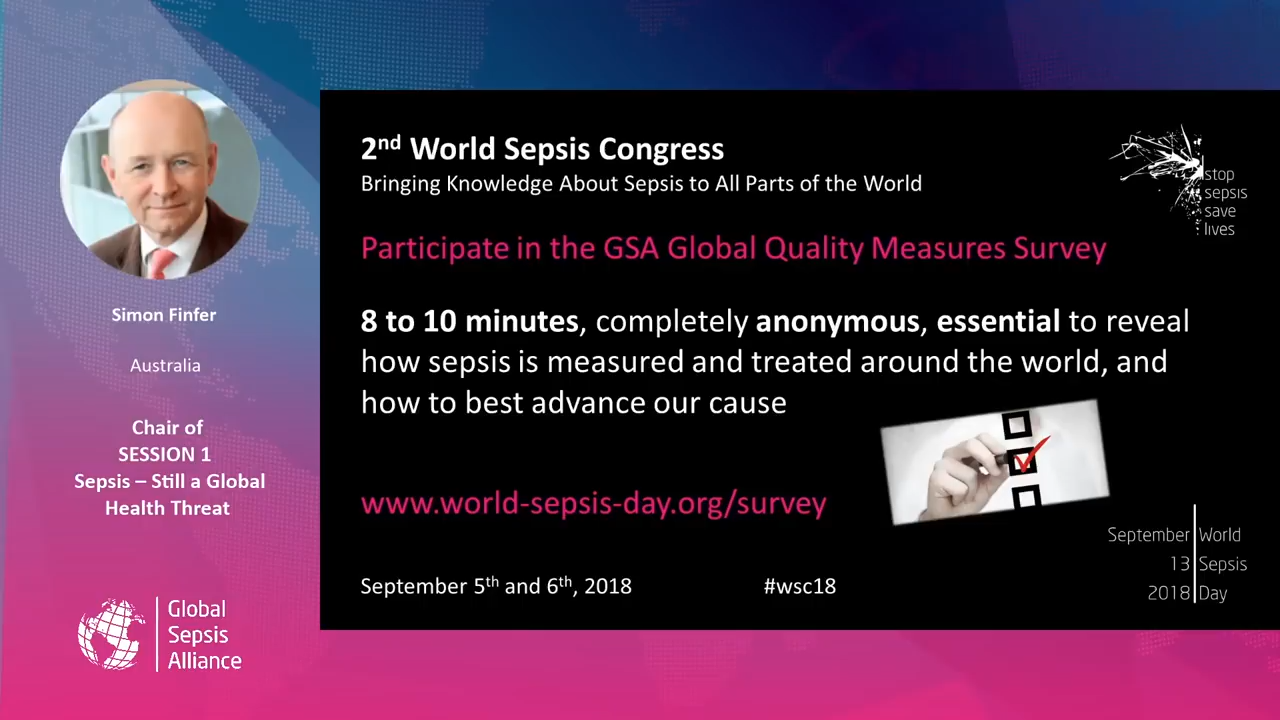 Simon Finfer
Australia
Chair of
SESSION 1
Sepsis – Still a Global
Health Threat
Global
Sepsis
Alliance
2nd World Sepsis Congress
Bringing Knowledge About Sepsis to All Parts of the World
stop
sepsis
save
lives
Participate in the GSA Global Quality Measures Survey
8 to 10 minutes, completely anonymous, essential to reveal
how sepsis is measured and treated around the world, and
how to best advance our cause
www.world-sepsis-day.org/survey
September 5th and 6th, 2018 #wsc18
September World
13 Sepsis
2018 Day